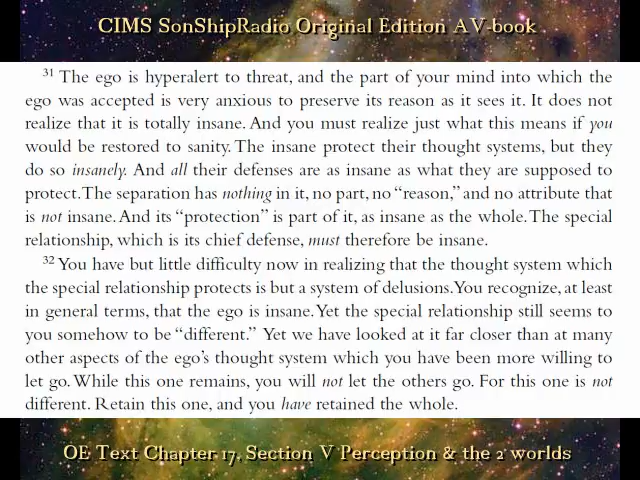 CIMS SonShipRadio Original Edition AV-book
31 The ego is hyperalert to threat, and the part of your mind into which the
ego was accepted is very anxious to preserve its reason as it sees it. It does not
realize that it is totally insane. And you must realize just what this means if you
would be restored to sanity. The insane protect their thought systems, but they
do so insanely. And all their defenses are as insane as what they are supposed to
protect. The separation has nothing in it, no part, no “reason,” and no attribute that
is not insane. And its “protection” is part of it, as insane as the whole. The special
relationship, which is its chief defense, must therefore be insane.
32 You have but little difficulty now in realizing that the thought system which
the special relationship protects is but a system of delusions. You recognize, at least
in general terms, that the ego is insane. Yet the special relationship still seems to
you somehow to be “different.” Yet we have looked at it far closer than at many
other aspects of the ego’s thought system which you have been more willing to
let go. While this one remains, you will not let the others go. For this one is not
different. Retain this one, and you have retained the whole.
OE Text Chapter 17, Section V Perception & the 2 worlds